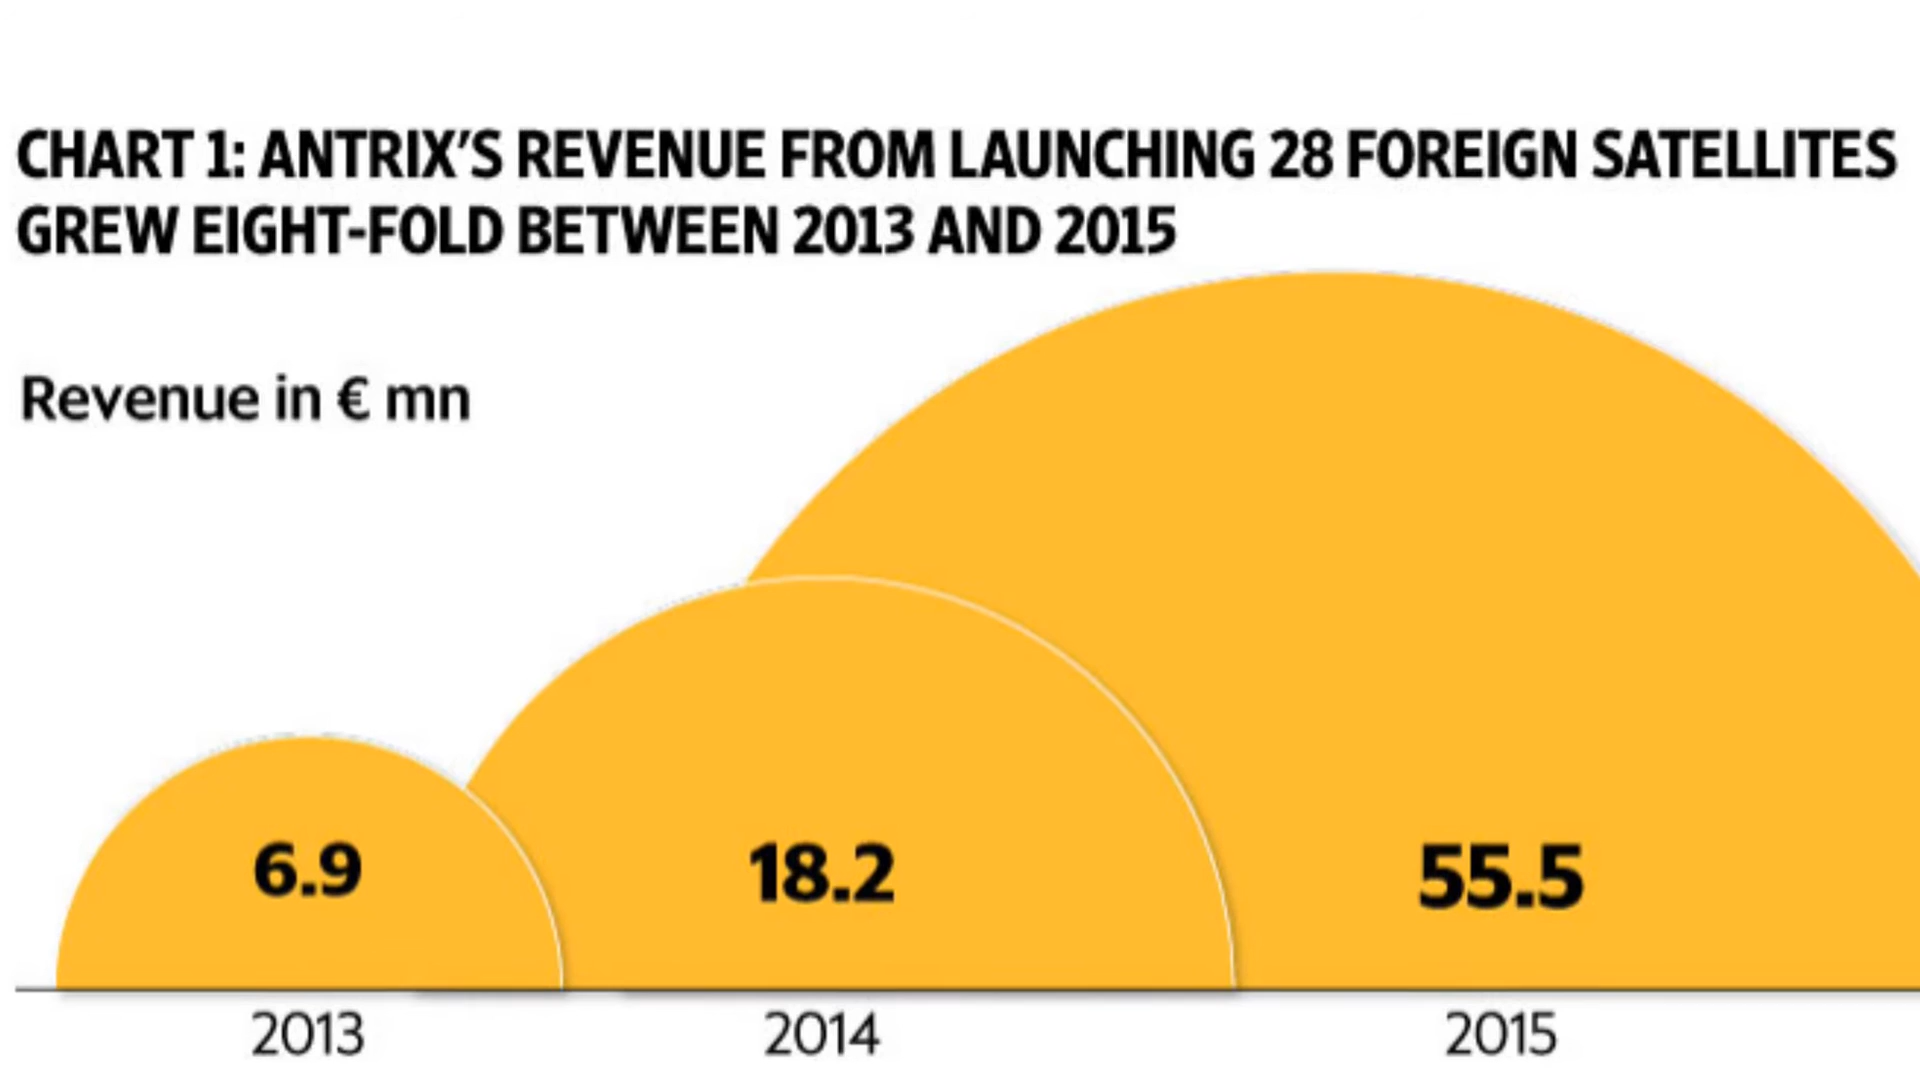 CHART 1: ANTRIX’S REVENUE FROM LAUNCHING 28 FOREIGN SATELLITES
GREW EIGHT-FOLD BETWEEN 2013 AND 2015
Revenue in € mn
6.9
18.2
55.5
2013
2014
2015